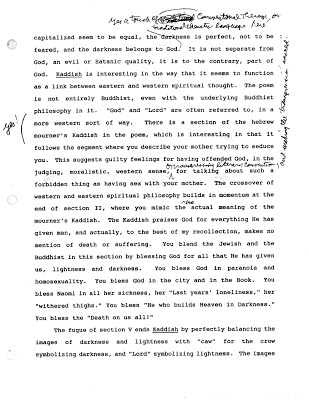 Use a touch of Conventional Theology or
traditional theistic language here
capitalized seem to be equal, the darkness is perfect, not to be
feared, and the darkness belongs to God. It is not separate from
God, an evil or Satanic quality, it is to the contrary, part of
God. Kaddish is interesting in the way that it seems to function
as a link between eastern and western spiritual thought. The poem
is not entirely Buddhist, even with the underlying Buddhist
philosophy in it. "God" and "Lord" are often referred to, in a
more western sort of way. There is a section of the hebrew
mourner's Kaddish in the poem, which is interesting in that it
follows the segment where you describe your mother trying to seduce
you. This suggests guilty feelings for having offended God, in the
judging, moralistic, western sense, for talking about such a
forbidden thing as having sex with your mother. The crossover of
western and eastern spiritual philosophy builds in momentum at the
end of section II, where you mimic the actual meaning of the
mourner's Kaddish. The Kaddish praises God for everything He has
given man, and actually, to the best of my recollection, makes no
mention of death or suffering. You blend the Jewish and the
Buddhist in this section by blessing God for all that He has given
us, lightness and darkness. You bless God in paranoia and
homosexuality. You bless God in the city and in the Book. You
bless Naomi in all her sickness, her "Last years' loneliness," her
"withered thighs." You bless "He who builds Heaven in Darkness."
You bless the "Death on us all!"
The fugue of section V ends Kaddish by perfectly balancing the
images of darkness and lightness with "caw" for the crow
symbolizing darkness, and "Lord" symbolizing lightness. The images